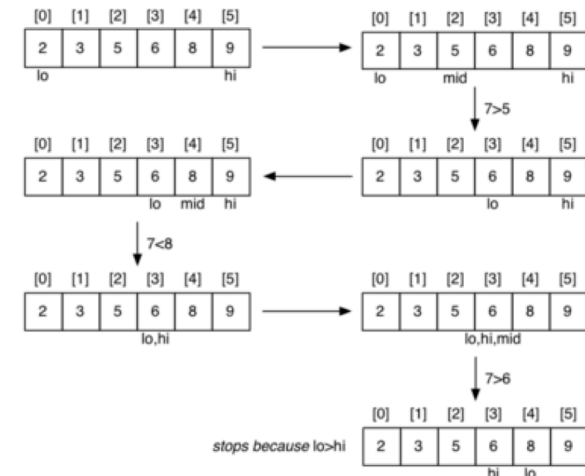 [0] [1] [2] [3] [4] [5]
2 3 5 6 8 9
lo hi
[0] [1] [2] [3] [4] [5]
2 3 5 6 8 9
lo mid hi
7>5
[0] [1] [2] [3] [4] [5]
2 3 5 6 8 9
lo hi
[0] [1] [2] [3] [4] [5]
2 3 5 6 8 9
lo mid hi
7<8
[0] [1] [2] [3] [4] [5]
2 3 5 6 8 9
lo,hi
[0] [1] [2] [3] [4] [5]
2 3 5 6 8 9
lo,hi,mid
7>6
[0] [1] [2] [3] [4] [5]
stops because lo>hi
2 3 5 6 8 9
hi lo